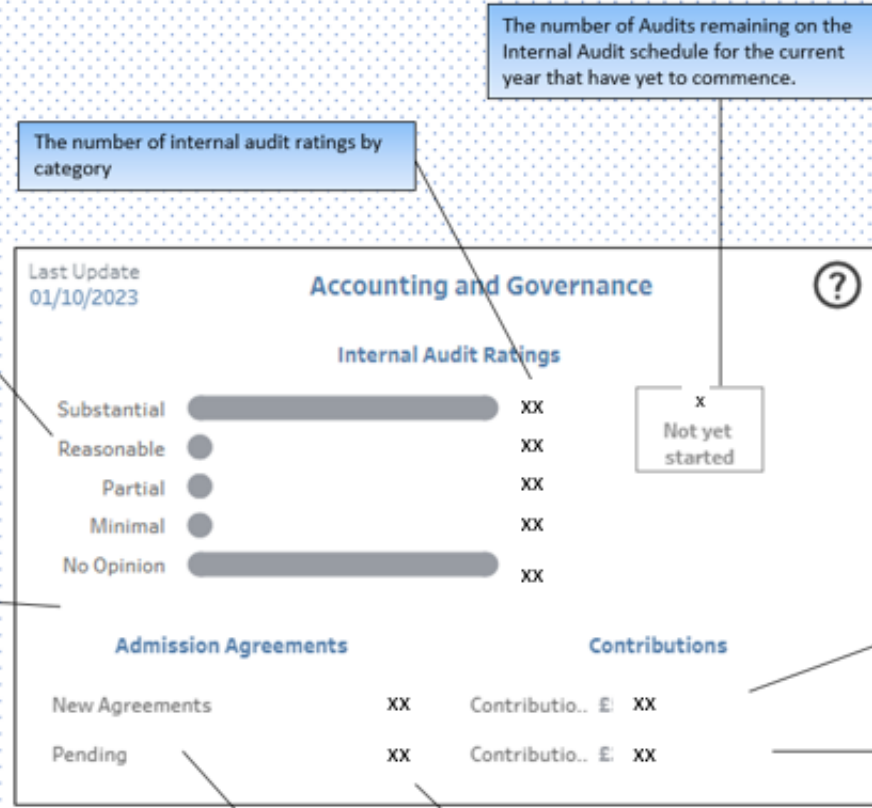 The number of Audits remaining on the
Internal Audit schedule for the current
year that have yet to commence.
The number of internal audit ratings by
category
Last Update
01/10/2023
Accounting and Governance
?
Internal Audit Ratings
Substantial XX
Reasonable XX
Partial XX
Minimal XX
No Opinion XX
x
Not yet
started
Admission Agreements
Contributions
New Agreements XX
Contributio.. £ XX
Pending XX
Contributio.. £ XX